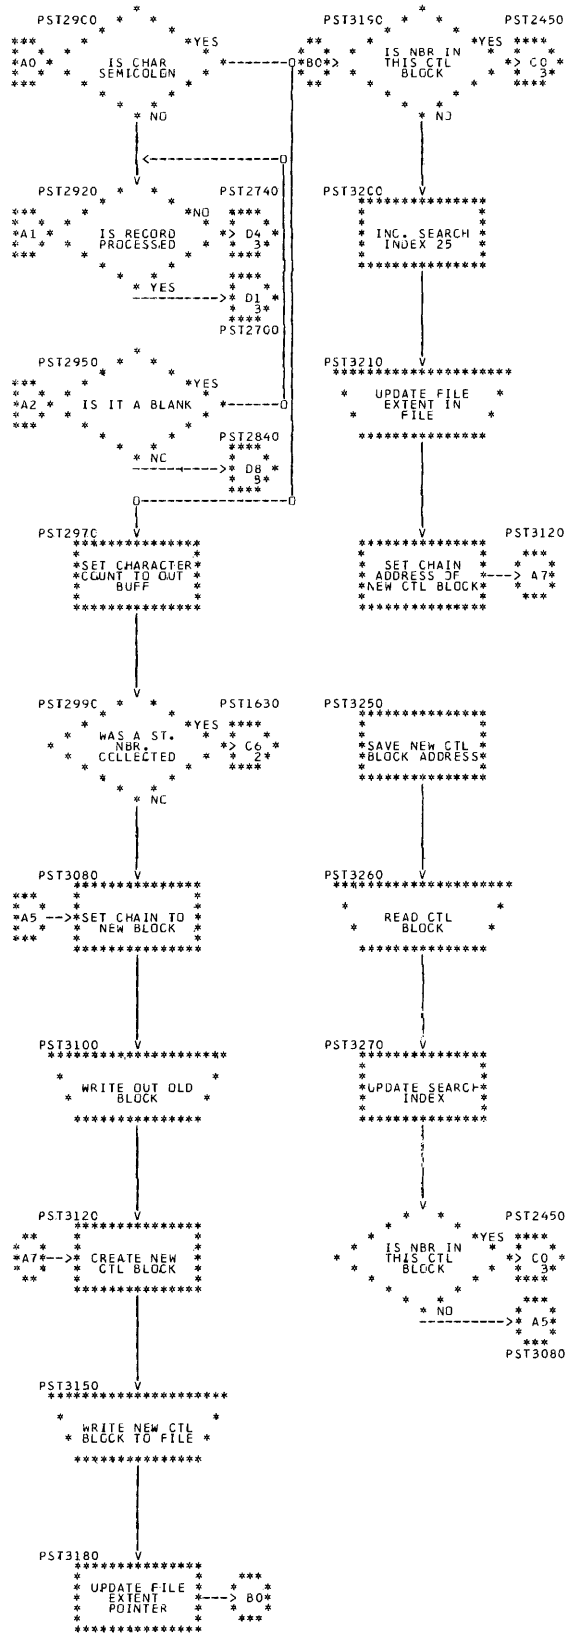 PST2900
YES
A0
IS CHAR
SEMICOLON
NO
PST2920
NO
PST2740
A1
IS RECORD
PROCESSED
D4
3
YES
D1
3
PST2700
PST2950
YES
A2
IS IT A BLANK
PST2840
NO
D8
5
PST2970
SET CHARACTER
COUNT TO OUT
BUFF
PST2990
YES
PST1630
WAS A ST.
NBR.
COLLECTED
C6
2
NO
PST3080
A5
SET CHAIN TO
NEW BLOCK
PST3100
WRITE OUT OLD
BLOCK
PST3120
A7
CREATE NEW
CTL BLOCK
PST3150
WRITE NEW CTL
BLOCK TO FILE
PST3180
UPDATE FILE
EXTENT
POINTER
B0
PST3190
YES
PST2450
B0
IS NBR IN
THIS CTL
BLOCK
C0
3
NO
PST3200
INC. SEARCH
INDEX 25
PST3210
UPDATE FILE
EXTENT IN
FILE
PST3120
SET CHAIN
ADDRESS OF
NEW CTL BLOCK
A7
PST3250
SAVE NEW CTL
BLOCK ADDRESS
PST3260
READ CTL
BLOCK
PST3270
UPDATE SEARCH
INDEX
PST2450
YES
IS NBR IN
THIS CTL
BLOCK
C0
3
NO
A5
PST3080